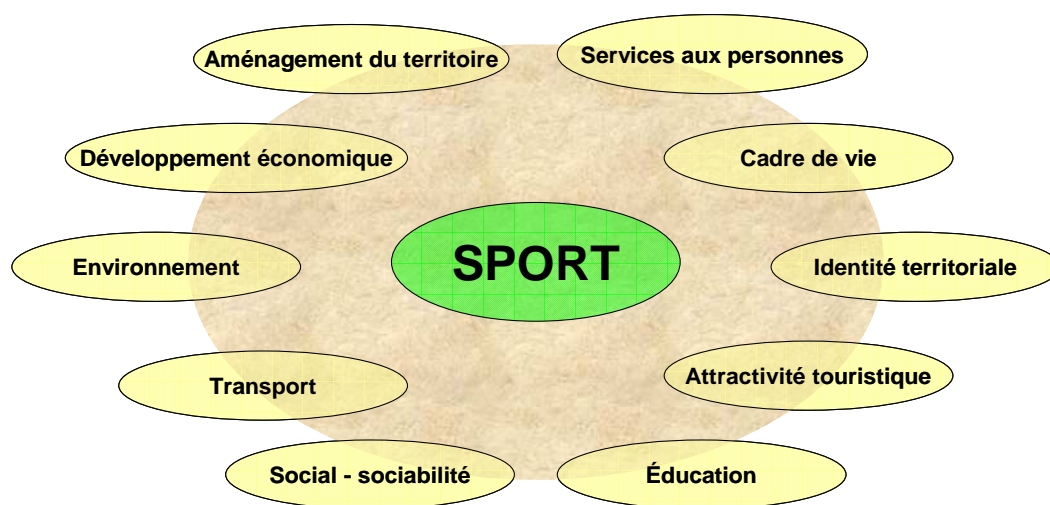 Aménagement du territoire
Services aux personnes
Développement économique
Cadre de vie
SPORT
Environnement
Identité territoriale
Transport
Attractivité touristique
Social - sociabilité
Éducation